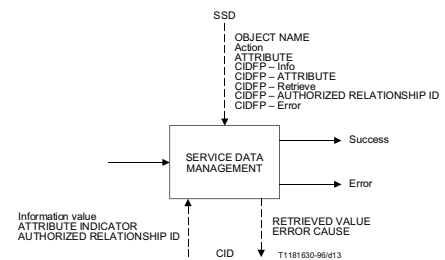 SSD
OBJECT NAME
Action
ATTRIBUTE
CIDFP – Info
CIDFP – ATTRIBUTE
CIDFP – Retrieve
CIDFP – AUTHORIZED RELATIONSHIP ID
CIDFP – Error
SERVICE DATA
MANAGEMENT
Success
Error
Information value
ATTRIBUTE INDICATOR
AUTHORIZED RELATIONSHIP ID
RETRIEVED VALUE
ERROR CAUSE
CID
T1181630-96/d13